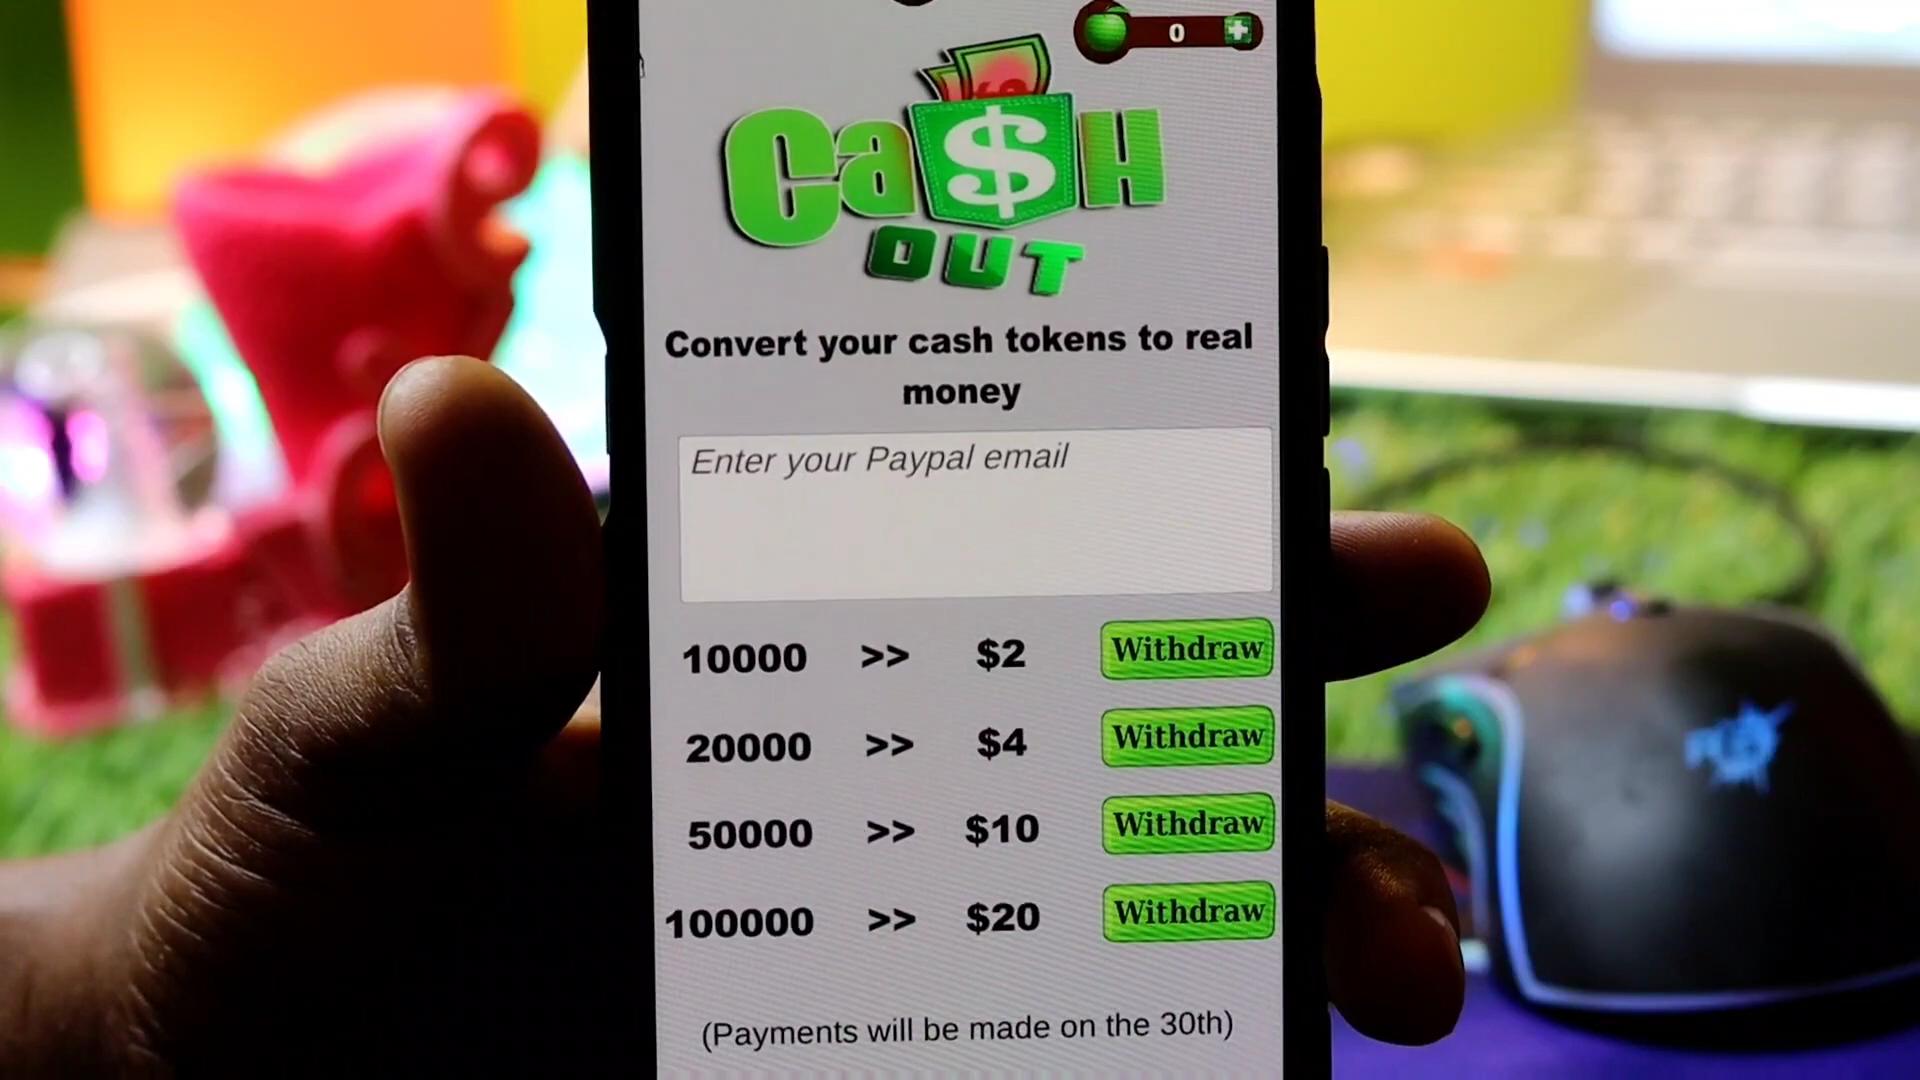 0
Ca$H
OUT
Convert your cash tokens to real
money
Enter your Paypal email
10000 >> $2 Withdraw
20000 >> $4 Withdraw
50000 >> $10 Withdraw
100000 >> $20 Withdraw
(Payments will be made on the 30th)